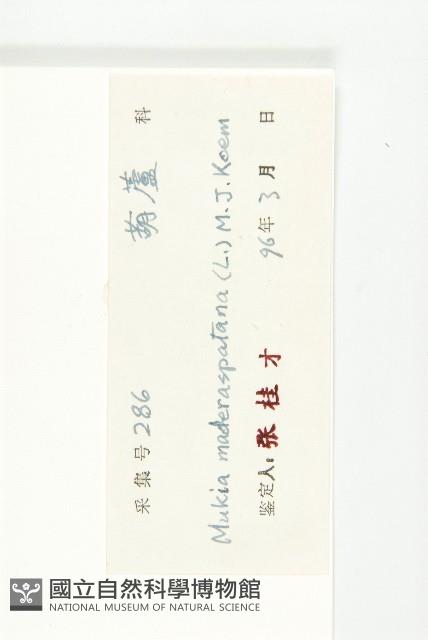 采集号 286 葫蘆 科
Mukia maderaspatana (L.) M.J. Koem
鉴定人: 张桂才 96年 3月 日
國立自然科學博物館
NATIONAL MUSEUM OF NATURAL SCIENCE